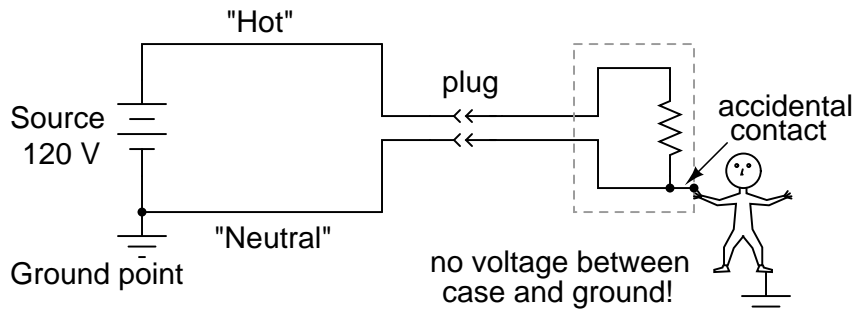 "Hot"
plug
Source
120 V
accidental
contact
"Neutral"
Ground point
no voltage between
case and ground!